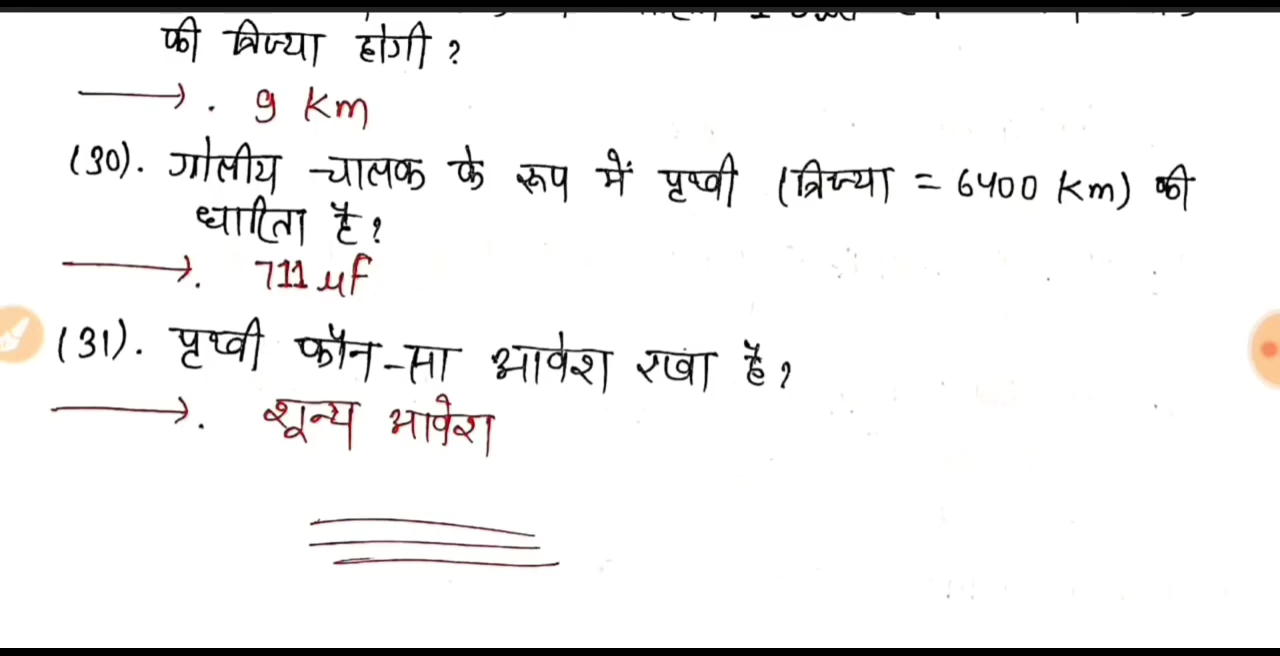 की त्रिज्या होगी?
→. 9 Km
(30). गोलीय चालक के रूप में पृथ्वी (त्रिज्या = 6400 Km) की
धारिता है?
→. 711 μF
(31). पृथ्वी कौन-सा आवेश रखा है?
→. शून्य आवेश